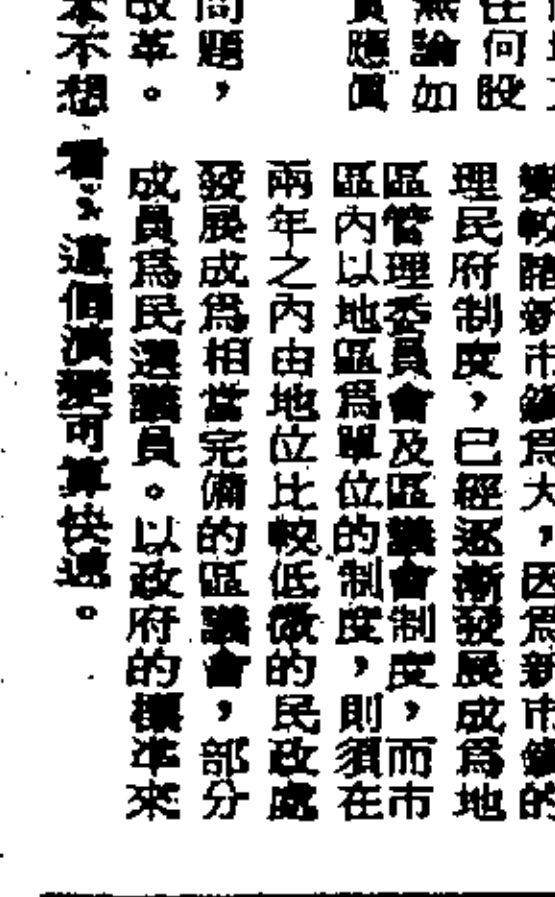 任何股
無論加
應
問題，
改革。
本不想
變較諸新市鎮爲大，因爲新市鎮的
理民府制度，已經逐漸發展成爲地
區管理委員會及區議會制度，而市
區內以地區爲單位的制度，則須在
兩年之內由地位比較低微的民政處
發展成爲相當完備的區議會，部分
成員爲民選議員。以政府的標準來
看，這個演變可算快速。